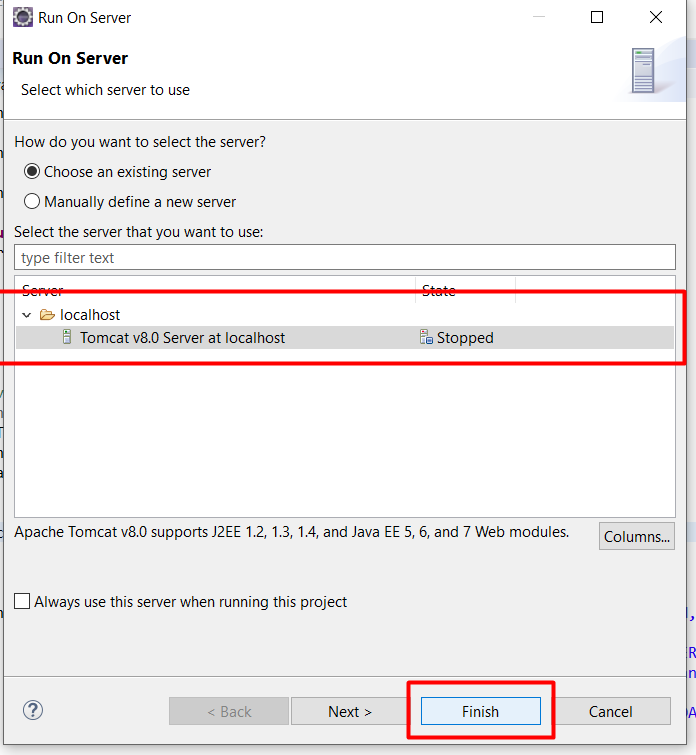 Run On Server
Run On Server
Select which server to use
How do you want to select the server?
Choose an existing server
Manually define a new server
Select the server that you want to use:
type filter text
Server State
localhost
Tomcat v8.0 Server at localhost Stopped
Apache Tomcat v8.0 supports J2EE 1.2, 1.3, 1.4, and Java EE 5, 6, and 7 Web modules.
Columns...
Always use this server when running this project
? < Back Next > Finish Cancel